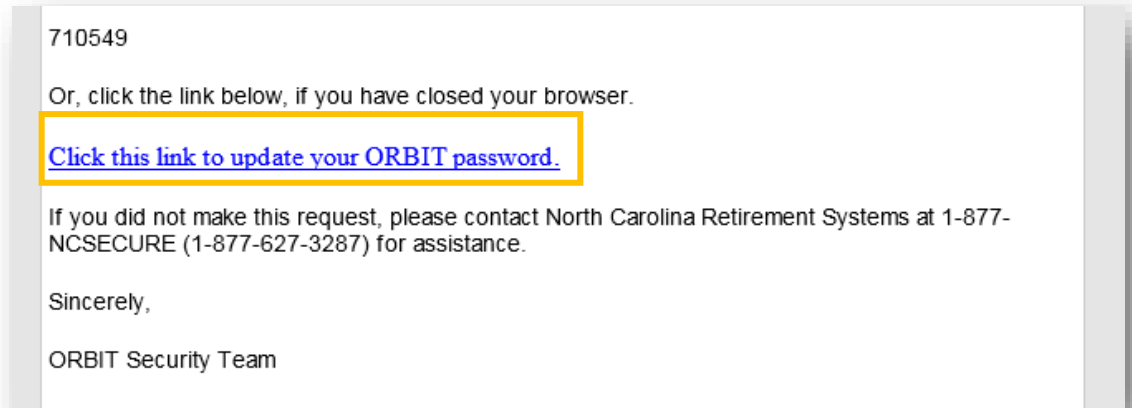 710549
Or, click the link below, if you have closed your browser.
Click this link to update your ORBIT password.
If you did not make this request, please contact North Carolina Retirement Systems at 1-877-
NCSECURE (1-877-627-3287) for assistance.
Sincerely,
ORBIT Security Team